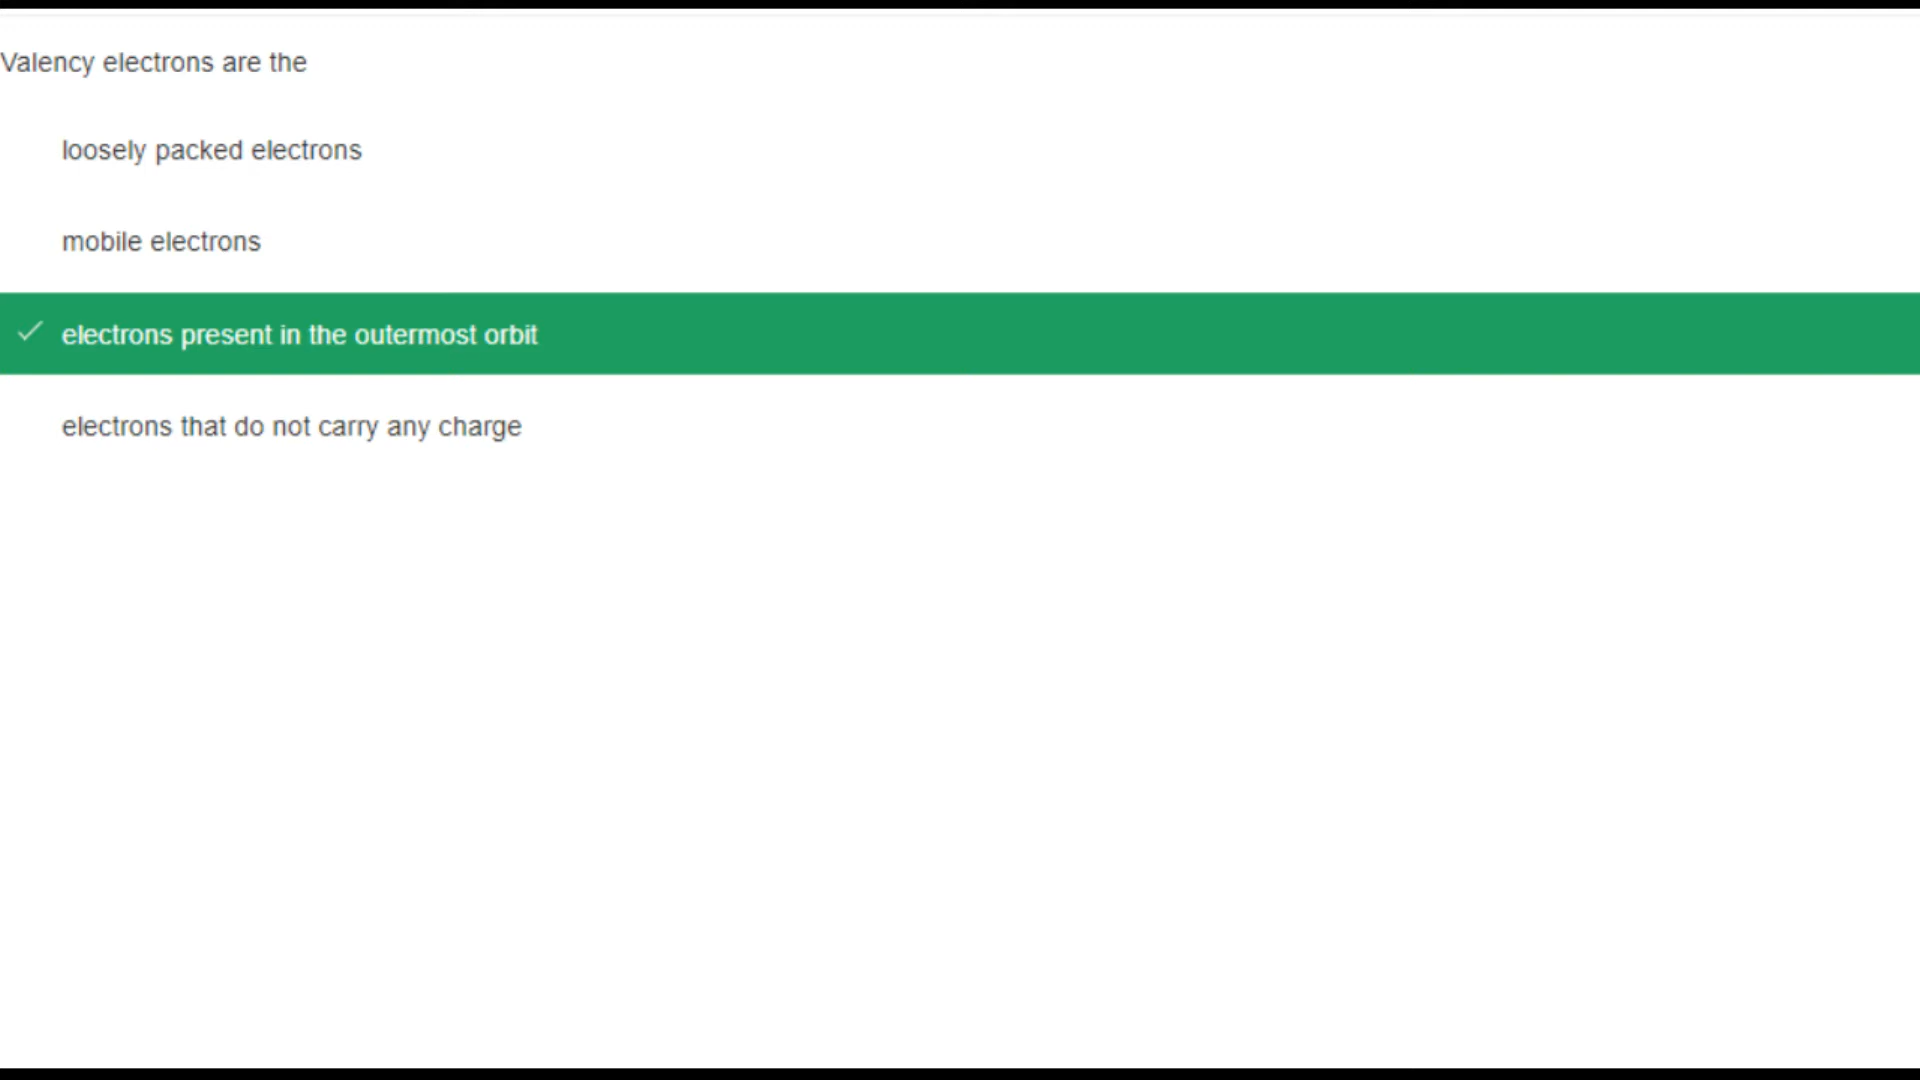 Valency electrons are the
loosely packed electrons
mobile electrons
electrons present in the outermost orbit
electrons that do not carry any charge